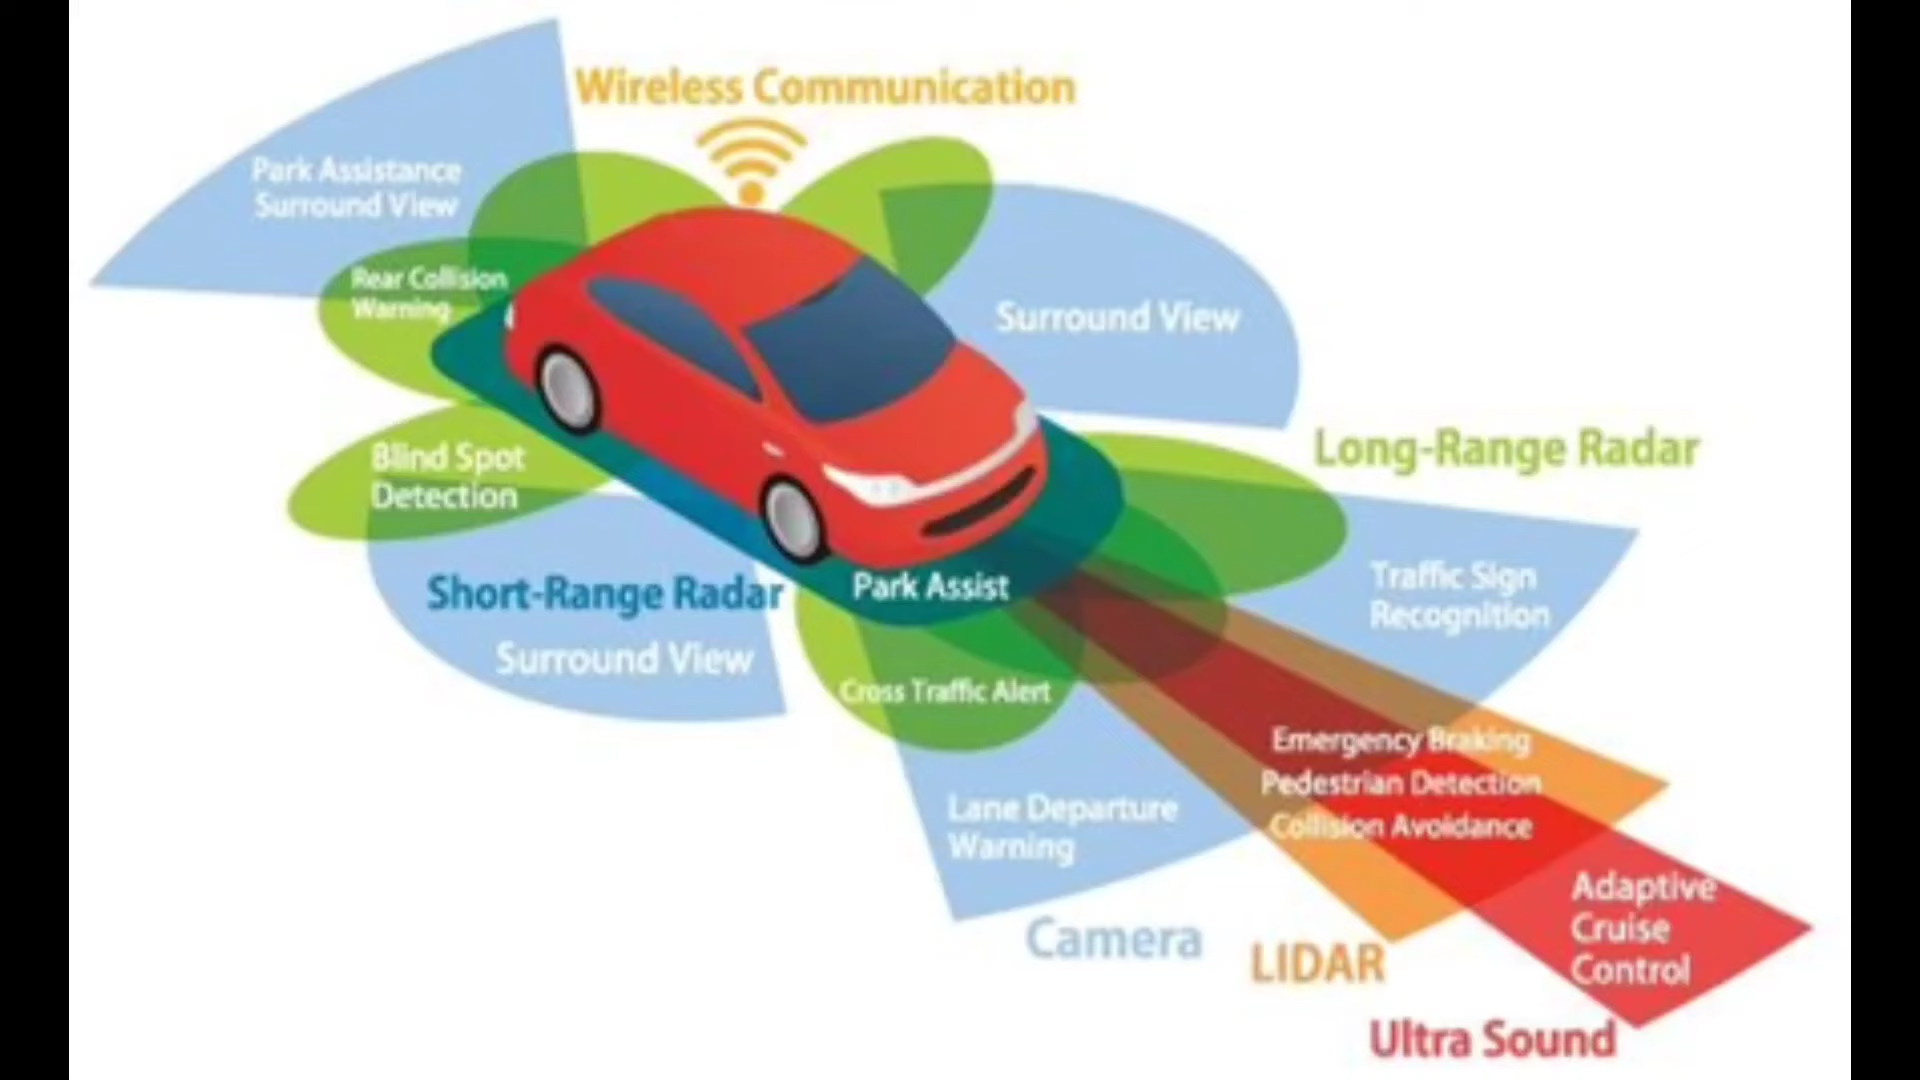 Wireless Communication
Park Assistance
Surround View
Rear Collision
Warning
Surround View
Blind Spot
Detection
Long-Range Radar
Short-Range Radar
Surround View
Park Assist
Traffic Sign
Recognition
Cross Traffic Alert
Emergency Braking
Pedestrian Detection
Collision Avoidance
Lane Departure
Warning
Adaptive
Cruise
Control
Camera
LIDAR
Ultra Sound